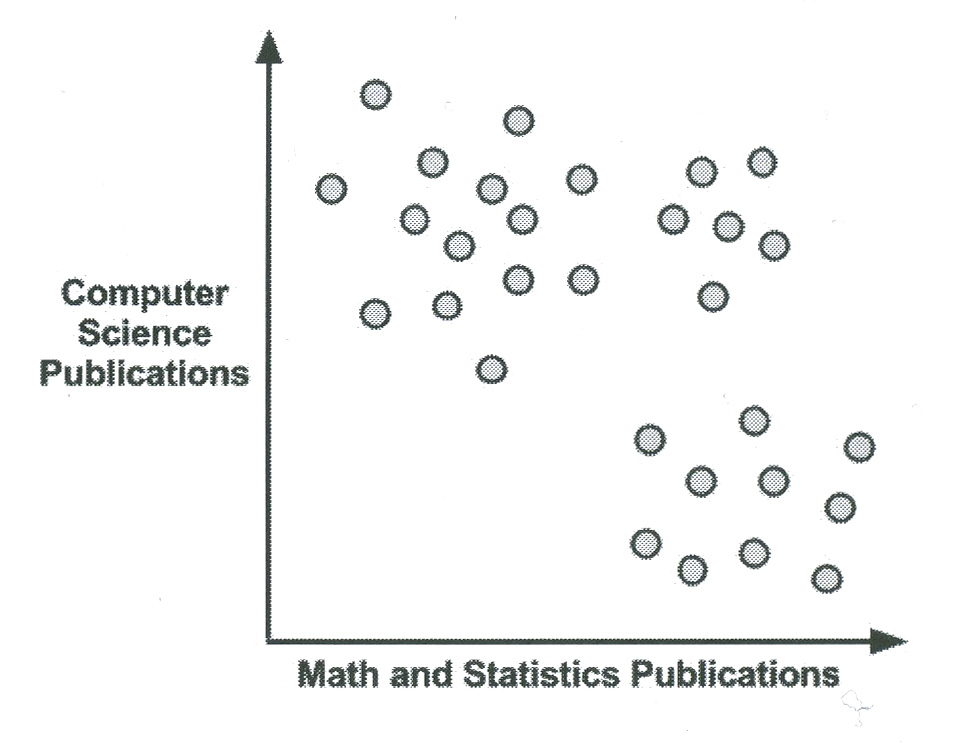 Computer
Science
Publications
Math and Statistics Publications